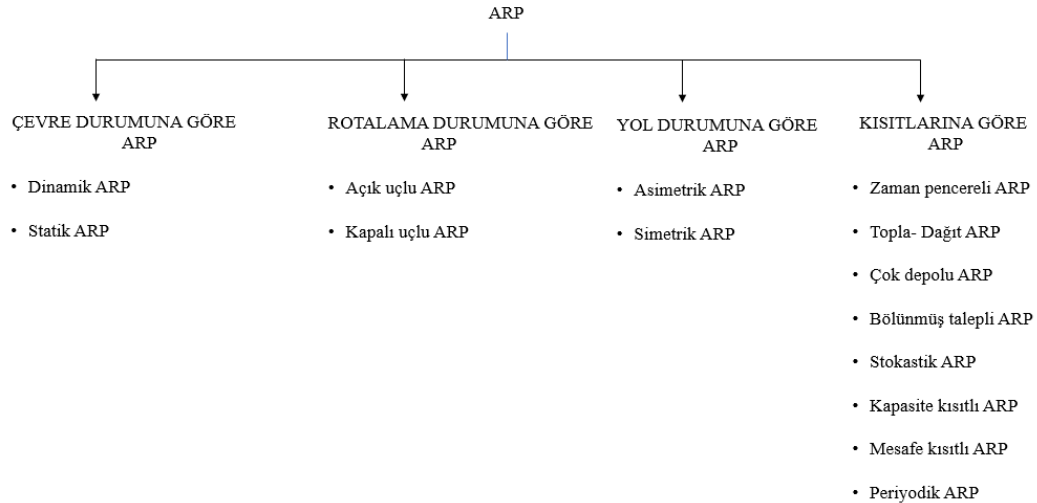 ARP
ÇEVRE DURUMUNA GÖRE
ARP
• Dinamik ARP
• Statik ARP
ROTALAMA DURUMUNA GÖRE
ARP
• Açık uçlu ARP
• Kapalı uçlu ARP
YOL DURUMUNA GÖRE
ARP
• Asimetrik ARP
• Simetrik ARP
KISITLARINA GÖRE
ARP
• Zaman pencereli ARP
• Topla- Dağıt ARP
• Çok depolu ARP
• Bölünmüş talepli ARP
• Stokastik ARP
• Kapasite kısıtlı ARP
• Mesafe kısıtlı ARP
• Periyodik ARP